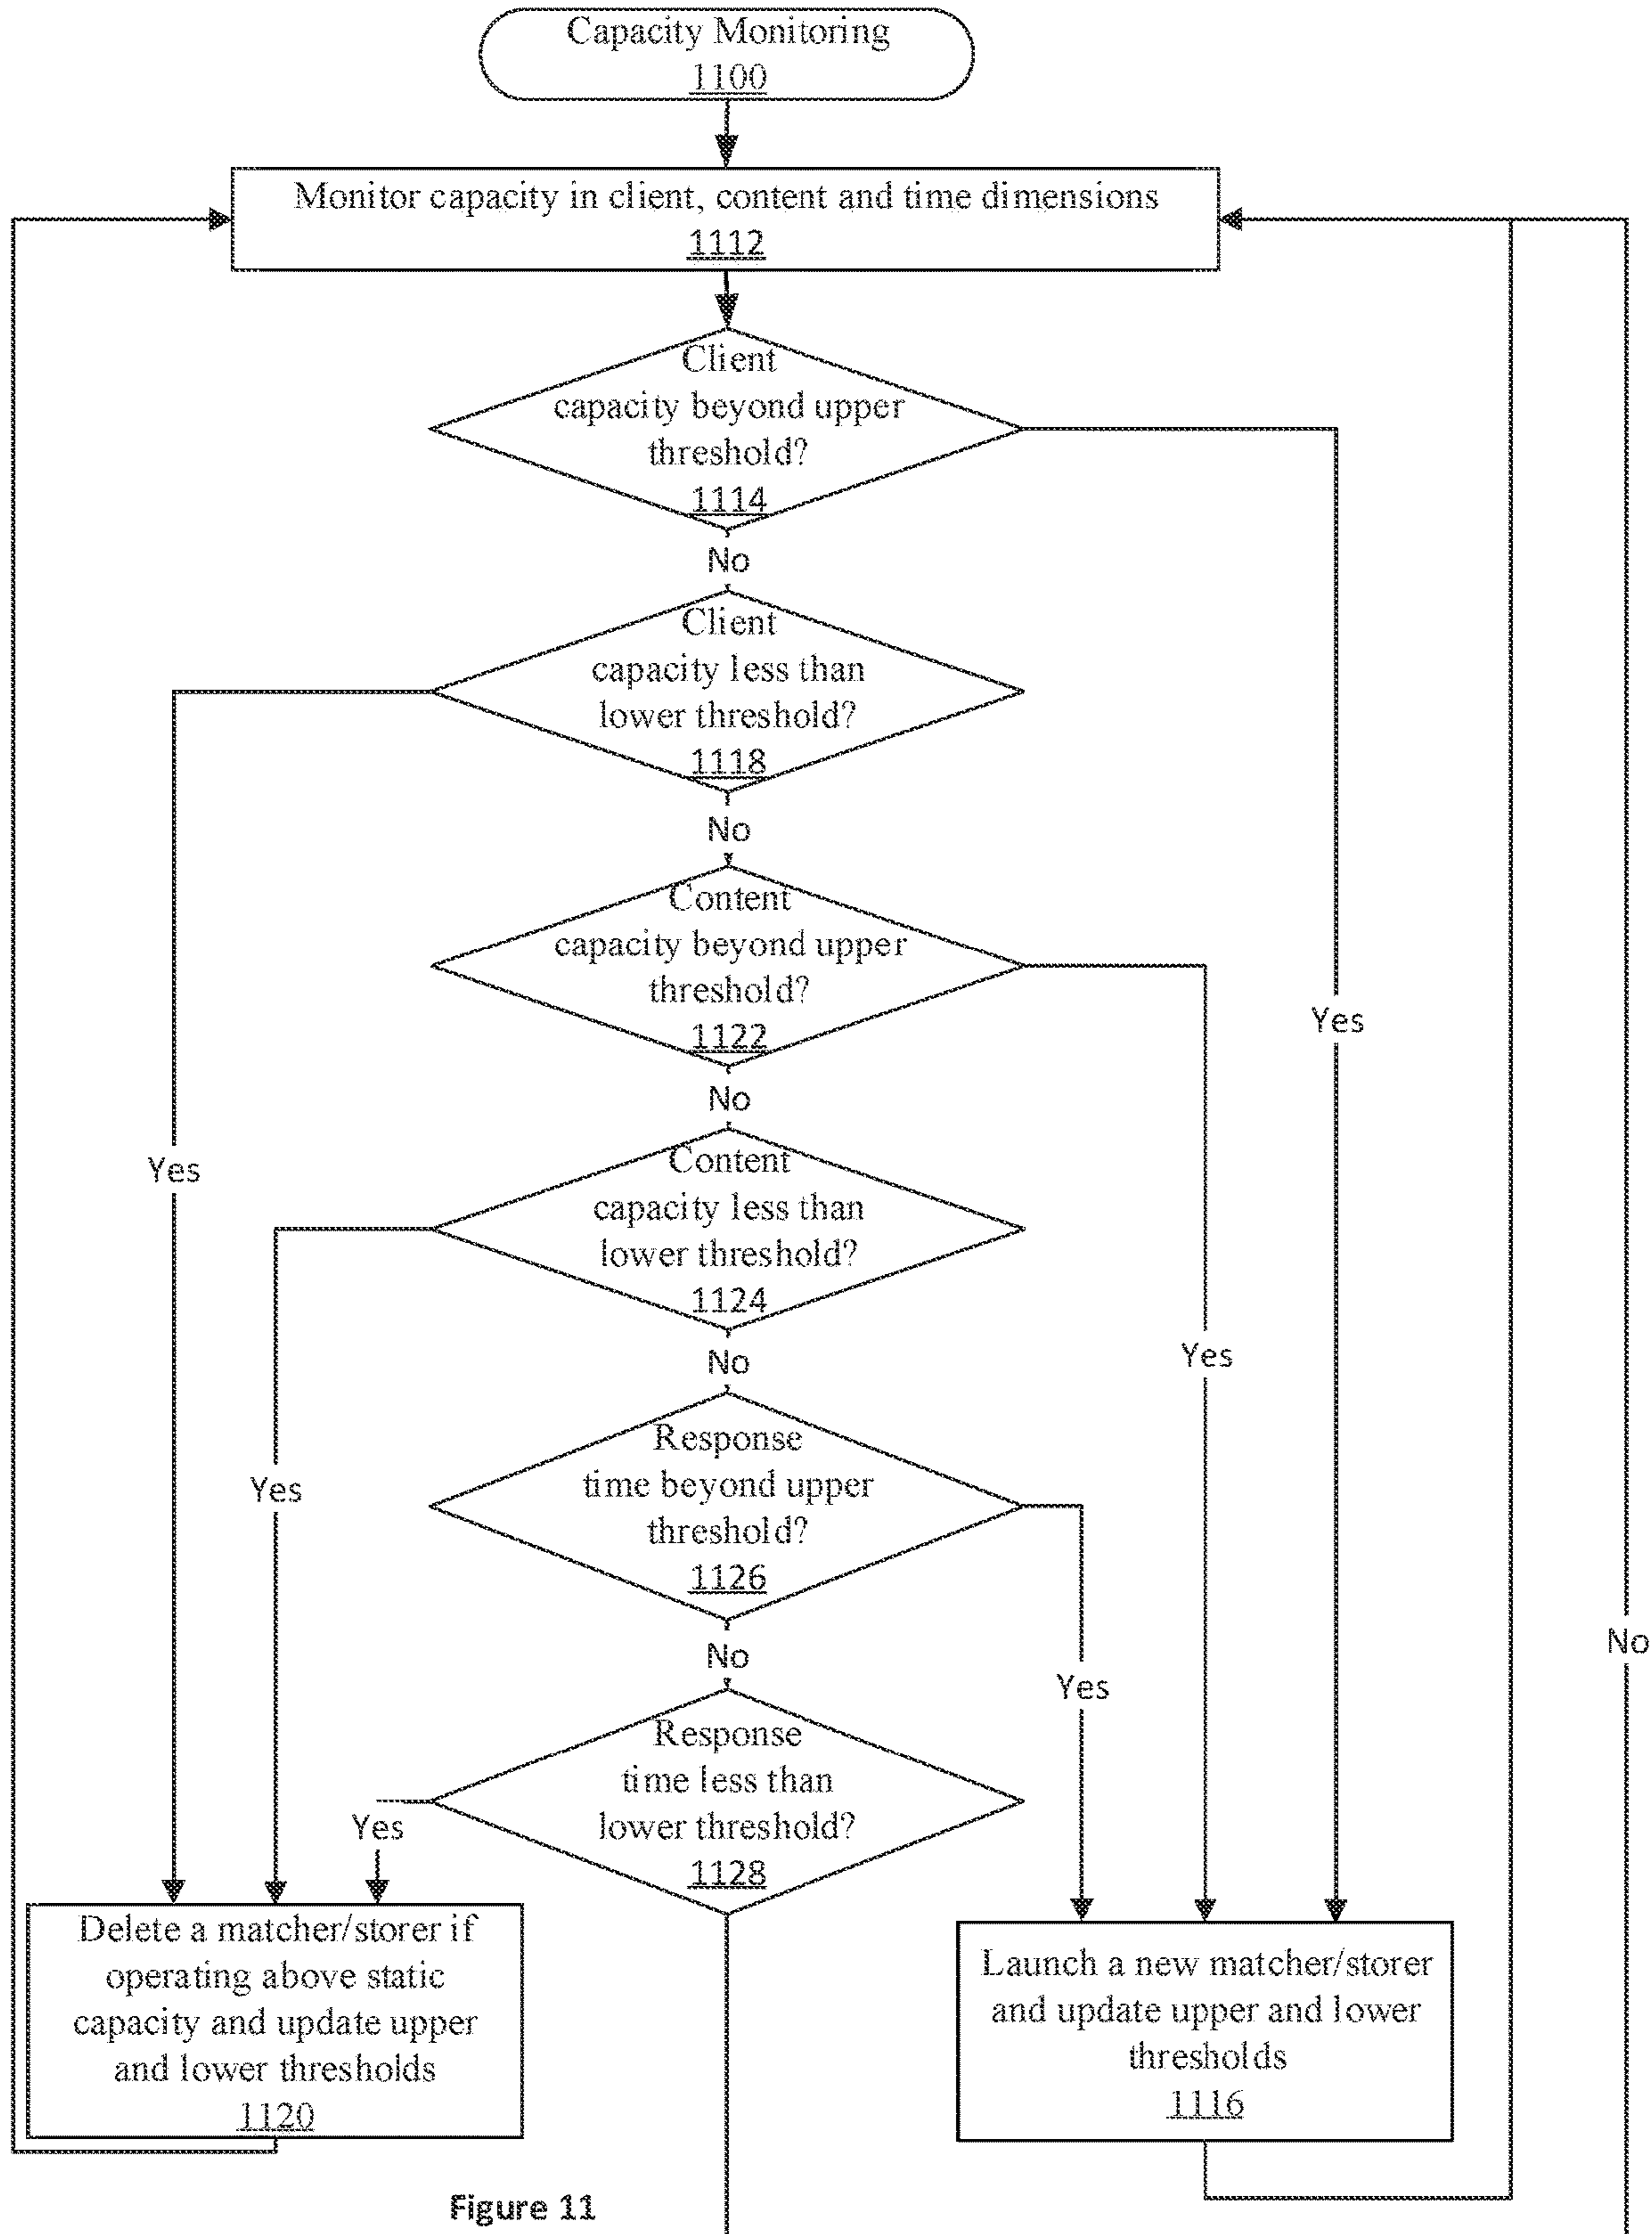 Capacity Monitoring
1100
Monitor capacity in client, content and time dimensions
1112
Client
capacity beyond upper
threshold?
1114
No
Client
capacity less than
lower threshold?
1118
No
Content
capacity beyond upper
threshold?
1122
Yes
No
Content
capacity less than
lower threshold?
1124
Yes
No
Yes
Response
time beyond upper
threshold?
1126
Yes
No
No
Yes
Response
time less than
lower threshold?
1128
Yes
Delete a matcher/storer if
operating above static
capacity and update upper
and lower thresholds
1120
Launch a new matcher/storer
and update upper and lower
thresholds
1116
Figure 11